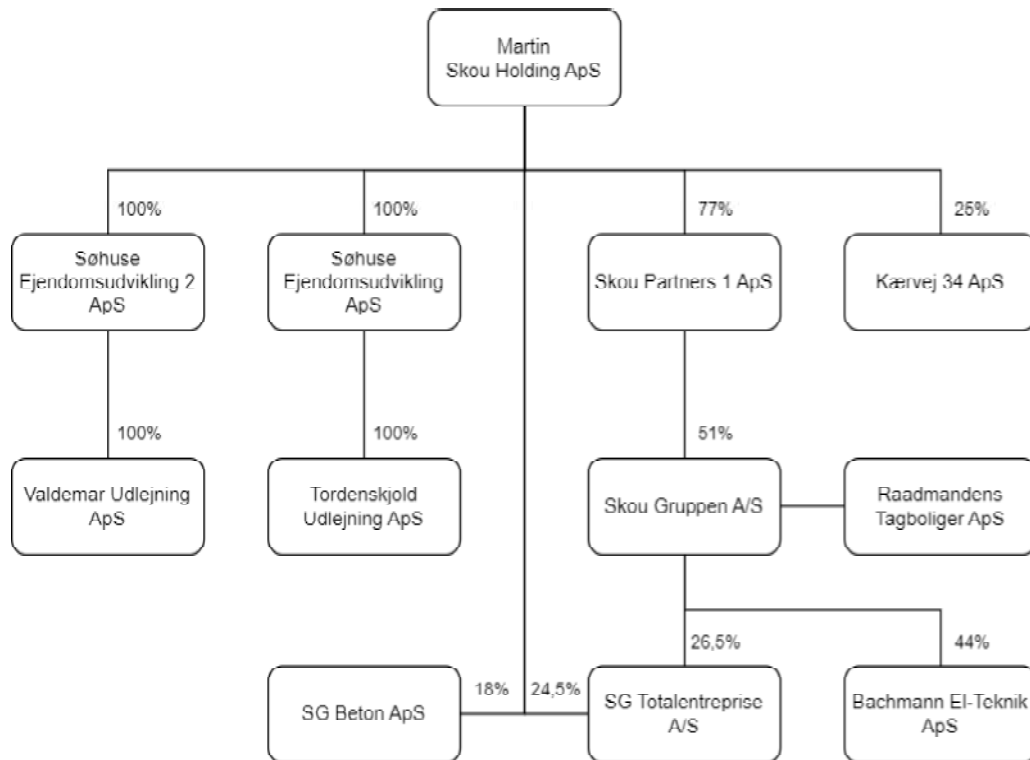 Martin
Skou Holding ApS
100%
100%
77%
25%
Søhuse
Ejendomsudvikling 2
ApS
Søhuse
Ejendomsudvikling
ApS
Skou Partners 1 ApS
Kærvej 34 ApS
100%
100%
51%
Valdemar Udlejning
ApS
Tordenskjold
Udlejning ApS
Skou Gruppen A/S
Raadmandens
Tagboliger ApS
26,5%
44%
18%
24,5%
SG Beton ApS
SG Totalentreprise
A/S
Bachmann El-Teknik
ApS